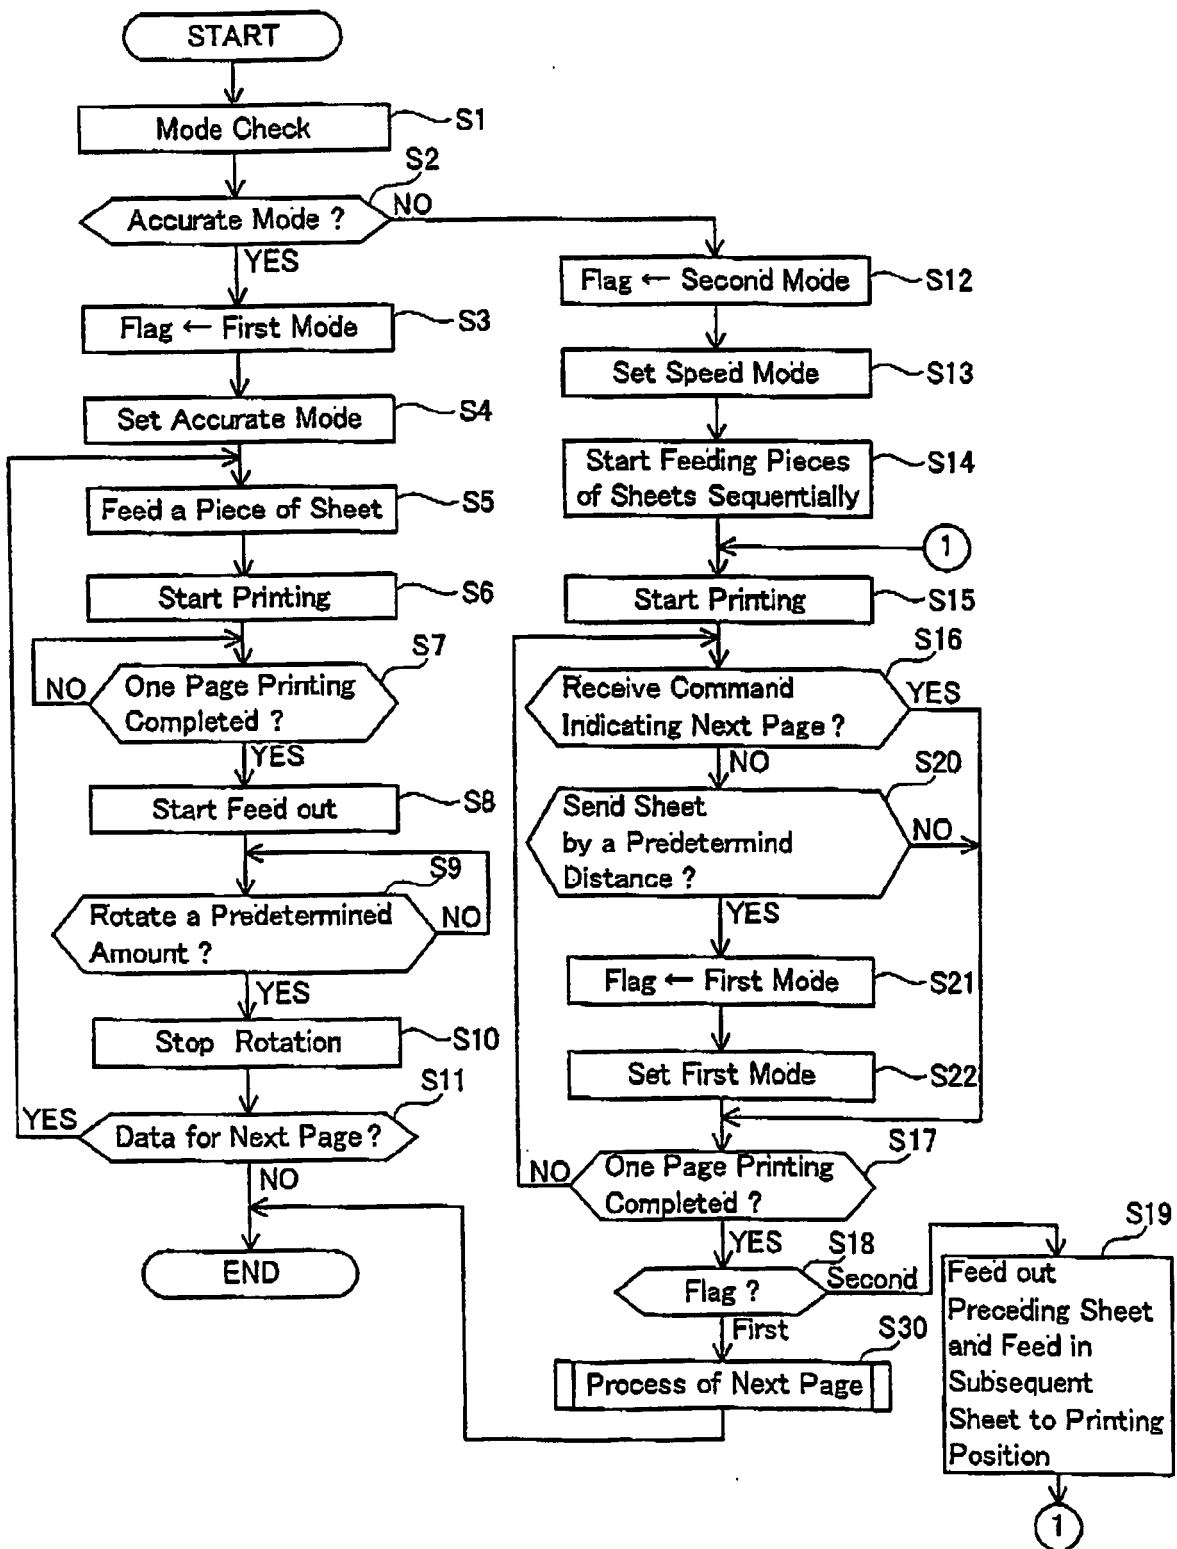 START
Mode Check
S1
S2
Accurate Mode ?
NO
YES
Flag ← First Mode
S3
Set Accurate Mode
S4
Feed a Piece of Sheet
S5
Start Printing
S6
S7
One Page Printing
Completed ?
NO
YES
Start Feed out
S8
S9
Rotate a Predetermined
Amount ?
NO
YES
Stop Rotation
S10
S11
Data for Next Page ?
YES
NO
END
Flag ← Second Mode
S12
Set Speed Mode
S13
Start Feeding Pieces
of Sheets Sequentially
S14
1
Start Printing
S15
S16
Receive Command
Indicating Next Page ?
YES
NO
S20
Send Sheet
by a Predetermind
Distance ?
NO
YES
Flag ← First Mode
S21
Set First Mode
S22
S17
One Page Printing
Completed ?
NO
YES
S18
Flag ?
Second
First
S30
Process of Next Page
S19
Feed out
Preceding Sheet
and Feed in
Subsequent
Sheet to Printing
Position
1